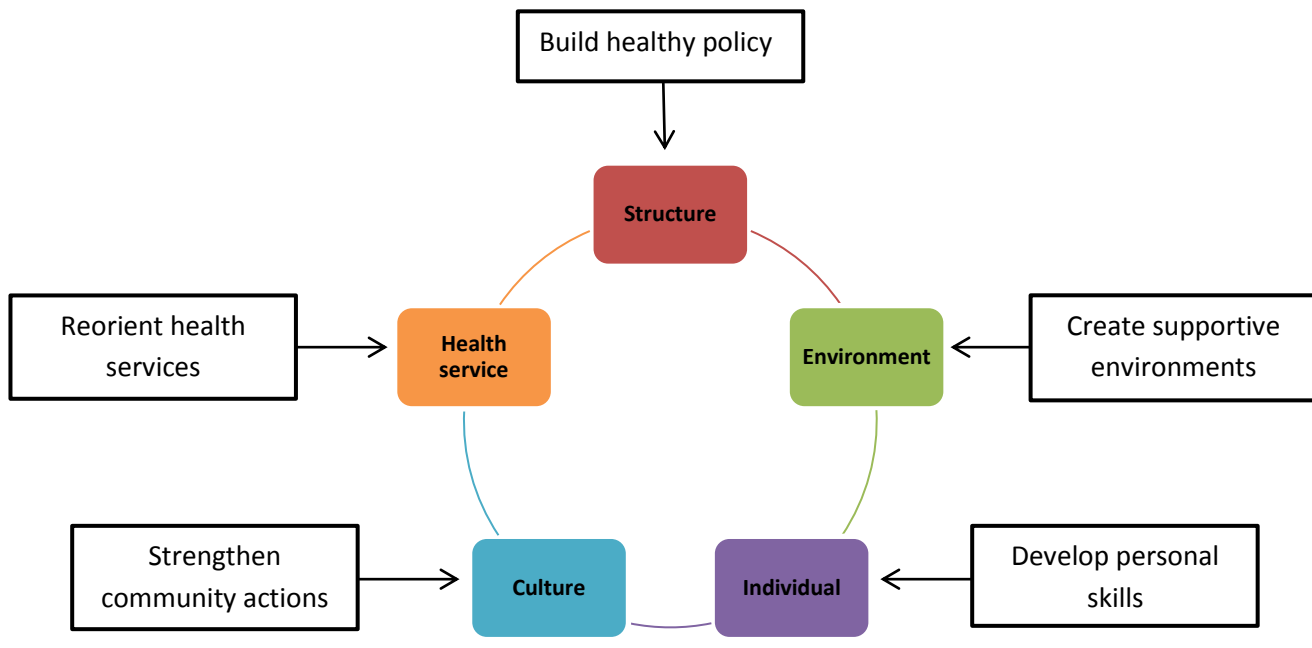 Build healthy policy
Structure
Reorient health
services
Health
service
Environment
Create supportive
environments
Strengthen
community actions
Culture
Individual
Develop personal
skills